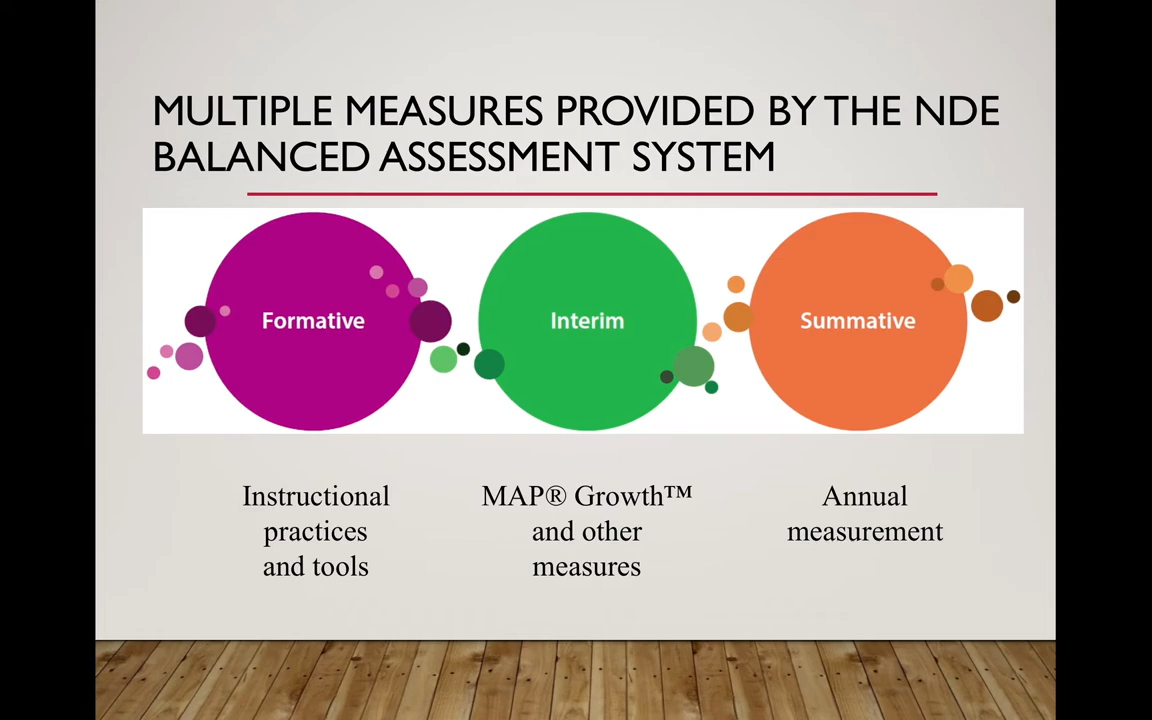 MULTIPLE MEASURES PROVIDED BY THE NDE
BALANCED ASSESSMENT SYSTEM
Formative
Interim
Summative
Instructional
practices
and tools
MAP® Growth™
and other
measures
Annual
measurement